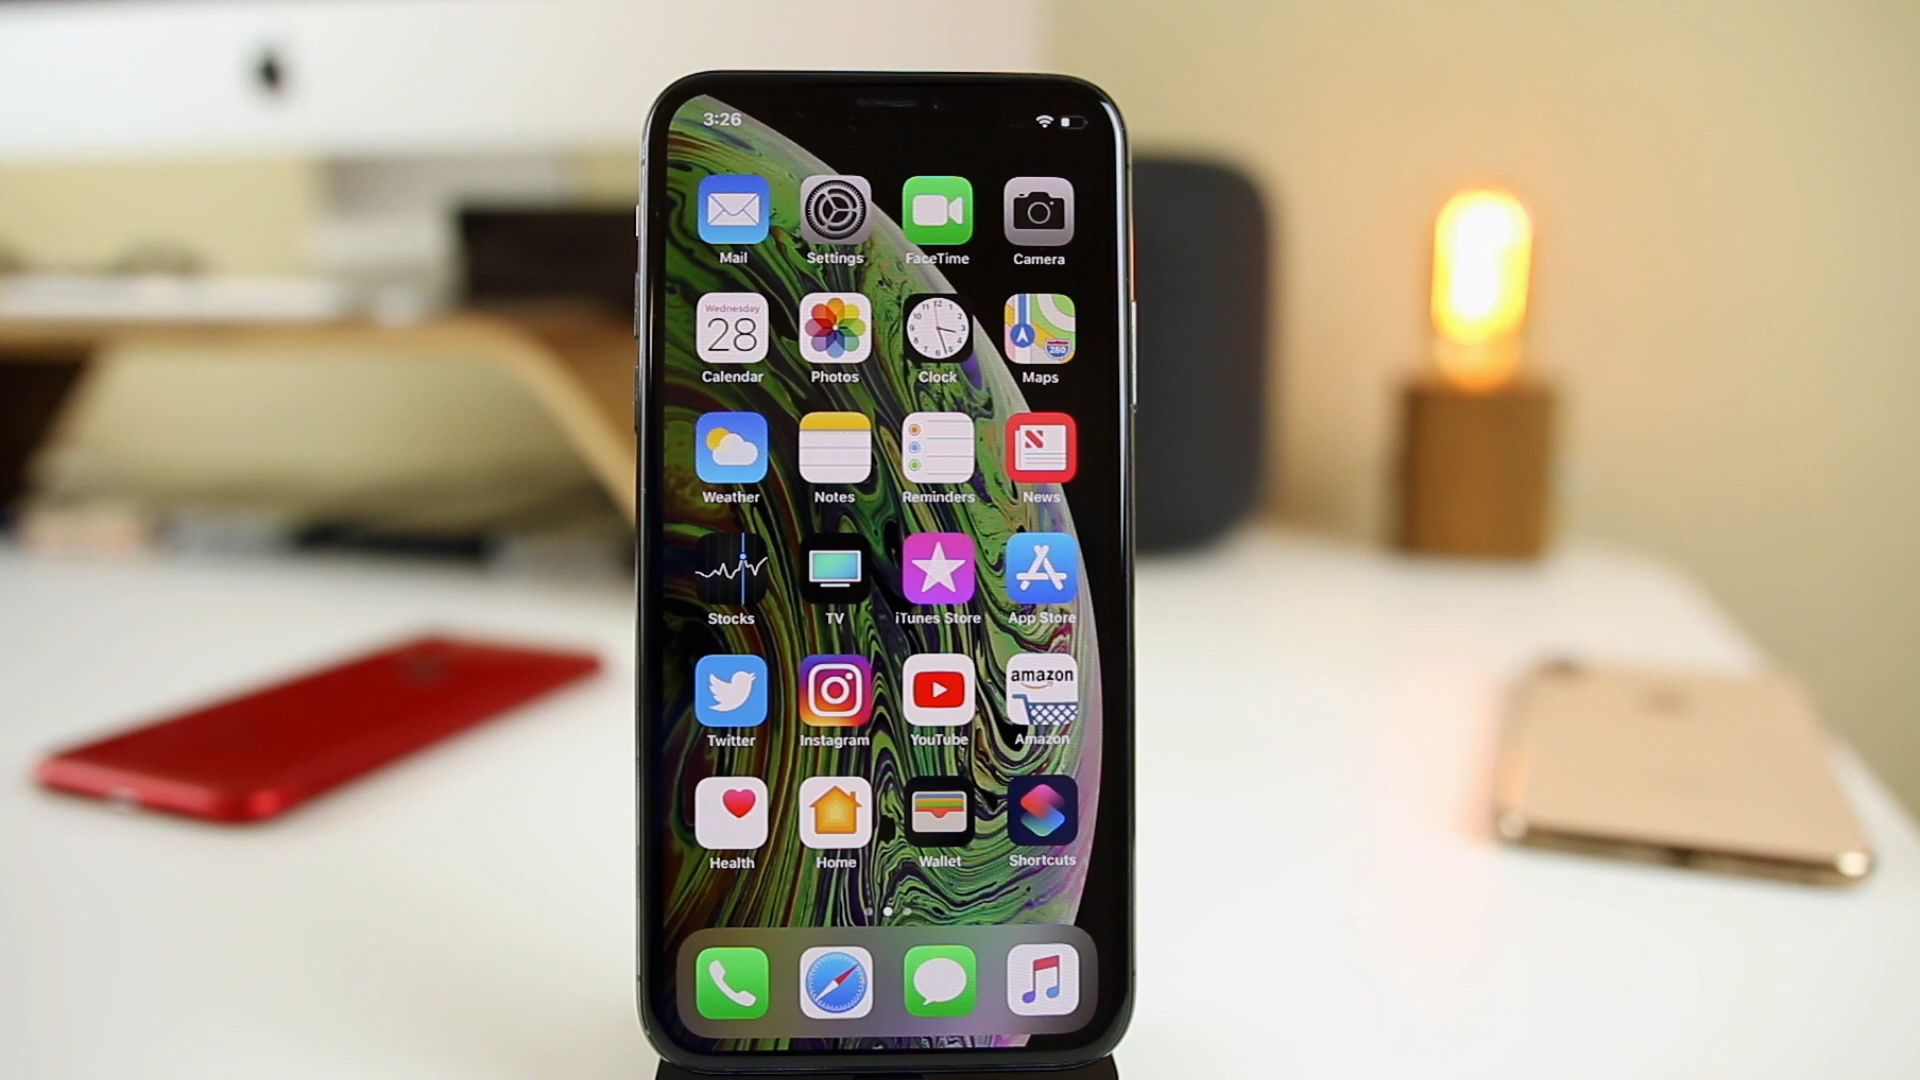 3:26
Mail Settings FaceTime Camera
Wednesday
28
Calendar Photos Clock Maps
Weather Notes Reminders News
Stocks TV iTunes Store App Store
amazon
Twitter Instagram YouTube Amazon
Health Home Wallet Shortcuts